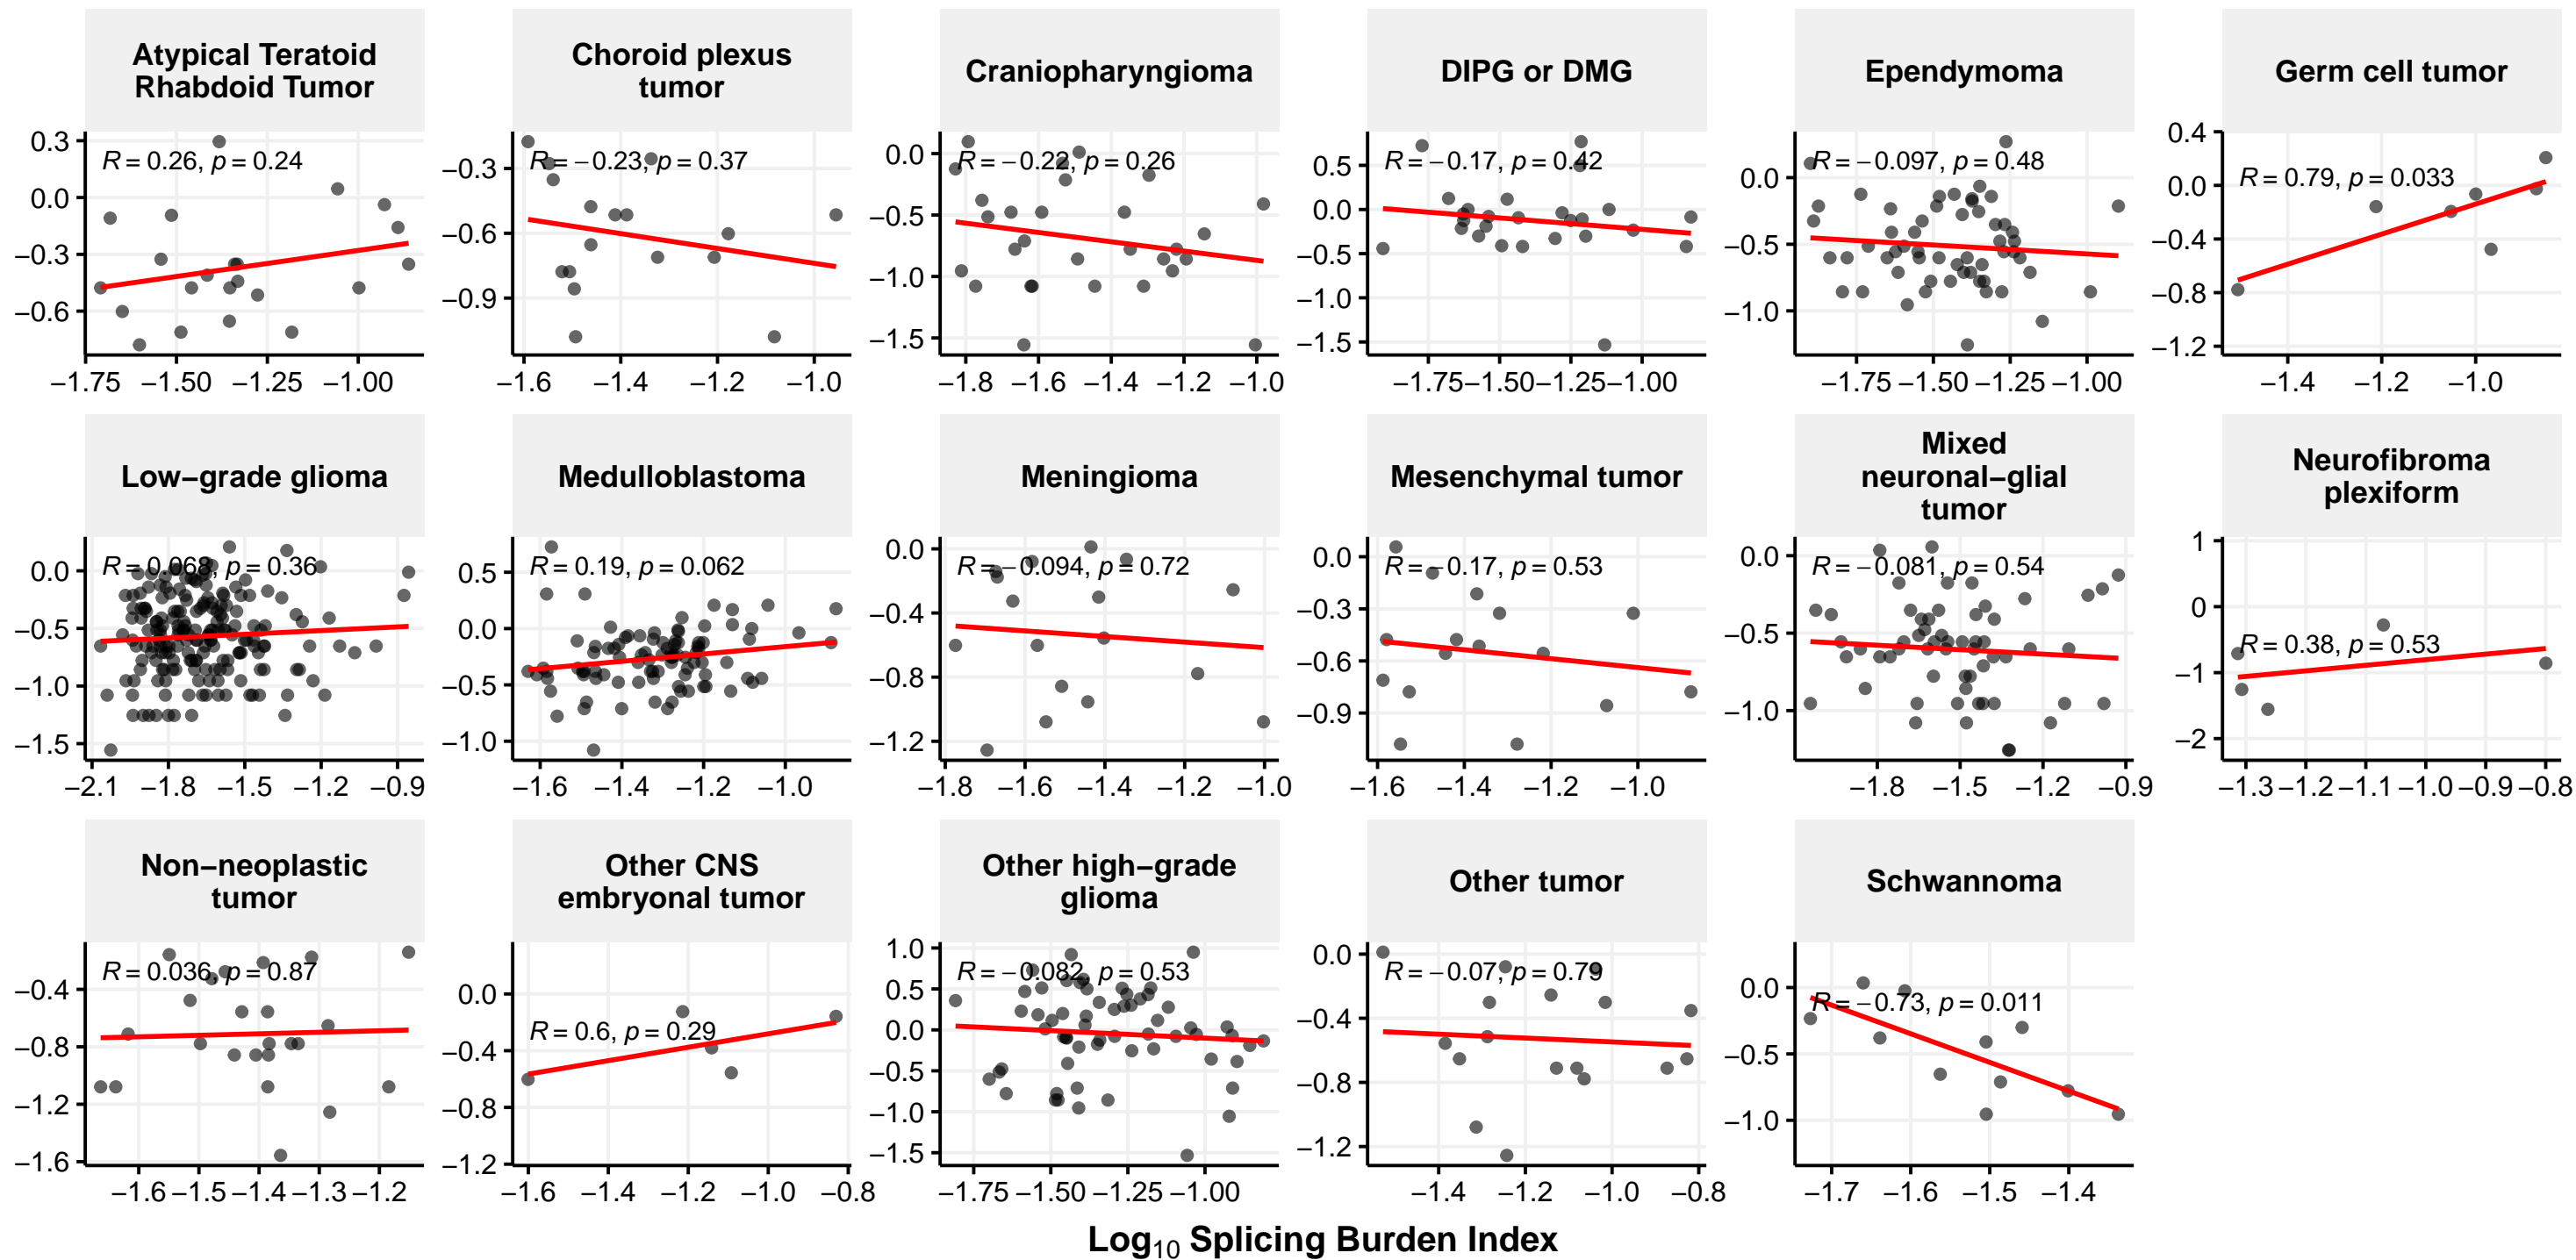 Atypical Teratoid
Rhabdoid Tumor
Choroid plexus
tumor
Craniopharyngioma
DIPG or DMG
Ependymoma
Germ cell tumor
0.3
0.0
−0.3
−0.6
R = 0.26, p = 0.24
−1.75 −1.50 −1.25 −1.00
−0.3
−0.6
−0.9
R = −0.23, p = 0.37
−1.6 −1.4 −1.2 −1.0
0.0
−0.5
−1.0
−1.5
R = −0.22, p = 0.26
−1.8 −1.6 −1.4 −1.2 −1.0
0.5
0.0
−0.5
−1.0
−1.5
R = −0.17, p = 0.42
−1.75 −1.50 −1.25 −1.00
0.0
−0.5
−1.0
R = −0.097, p = 0.48
−1.75 −1.50 −1.25 −1.00
0.4
0.0
−0.4
−0.8
−1.2
R = 0.79, p = 0.033
−1.4 −1.2 −1.0
Low−grade glioma
Medulloblastoma
Meningioma
Mesenchymal tumor
Mixed
neuronal−glial
tumor
Neurofibroma
plexiform
0.0
−0.5
−1.0
−1.5
R = 0.068, p = 0.36
−2.1 −1.8 −1.5 −1.2 −0.9
0.5
0.0
−0.5
−1.0
R = 0.19, p = 0.062
−1.6 −1.4 −1.2 −1.0
0.0
−0.4
−0.8
−1.2
R = −0.094, p = 0.72
−1.8 −1.6 −1.4 −1.2 −1.0
0.0
−0.3
−0.6
−0.9
R = −0.17, p = 0.53
−1.6 −1.4 −1.2 −1.0
0.0
−0.5
−1.0
R = −0.081, p = 0.54
−1.8 −1.5 −1.2 −0.9
1
0
−1
−2
R = 0.38, p = 0.53
−1.3 −1.2 −1.1 −1.0 −0.9 −0.8
Non−neoplastic
tumor
Other CNS
embryonal tumor
Other high−grade
glioma
Other tumor
Schwannoma
−0.4
−0.8
−1.2
−1.6
R = 0.036, p = 0.87
−1.6 −1.5 −1.4 −1.3 −1.2
0.0
−0.4
−0.8
−1.2
R = 0.6, p = 0.29
−1.6 −1.4 −1.2 −1.0 −0.8
1.0
0.5
0.0
−0.5
−1.0
−1.5
R = −0.082, p = 0.53
−1.75 −1.50 −1.25 −1.00
0.0
−0.4
−0.8
−1.2
R = −0.07, p = 0.79
−1.4 −1.2 −1.0 −0.8
0.0
−0.5
−1.0
R = −0.73, p = 0.011
−1.7 −1.6 −1.5 −1.4
Log10 Splicing Burden Index